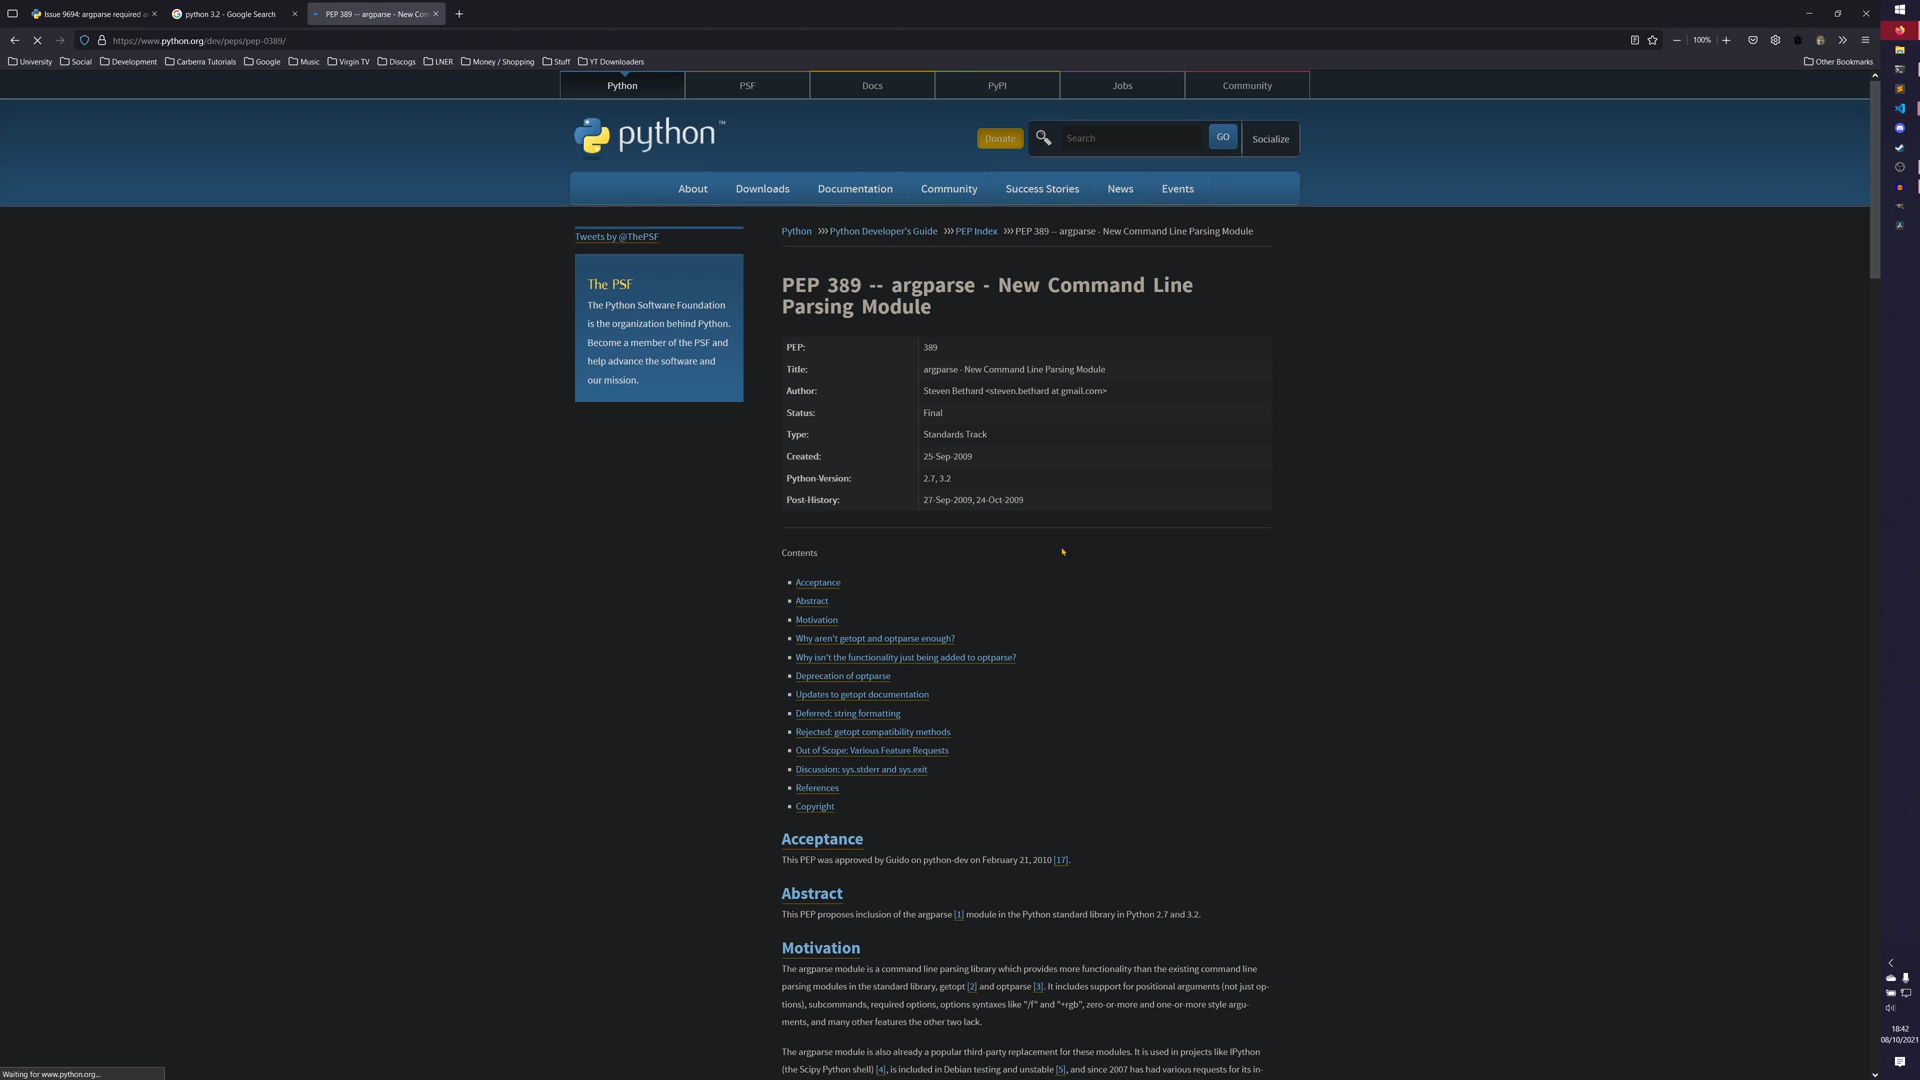 Issue 9694: argparse required a
python 3.2 - Google Search
PEP 389 -- argparse - New Com
https://www.python.org/dev/peps/pep-0389/
100%
University
Social
Development
Carberra Tutorials
Google
Music
Virgin TV
Discogs
LNER
Money / Shopping
Stuff
YT Downloaders
Other Bookmarks
Python
PSF
Docs
PyPI
Jobs
Community
python™
Donate
Search
GO
Socialize
About
Downloads
Documentation
Community
Success Stories
News
Events
Tweets by @ThePSF
The PSF
The Python Software Foundation
is the organization behind Python.
Become a member of the PSF and
help advance the software and
our mission.
Python >>> Python Developer's Guide >>> PEP Index >>> PEP 389 -- argparse - New Command Line Parsing Module
PEP 389 -- argparse - New Command Line
Parsing Module
PEP: 389
Title: argparse - New Command Line Parsing Module
Author: Steven Bethard <steven.bethard at gmail.com>
Status: Final
Type: Standards Track
Created: 25-Sep-2009
Python-Version: 2.7, 3.2
Post-History: 27-Sep-2009, 24-Oct-2009
Contents
Acceptance
Abstract
Motivation
Why aren't getopt and optparse enough?
Why isn't the functionality just being added to optparse?
Deprecation of optparse
Updates to getopt documentation
Deferred: string formatting
Rejected: getopt compatibility methods
Out of Scope: Various Feature Requests
Discussion: sys.stderr and sys.exit
References
Copyright
Acceptance
This PEP was approved by Guido on python-dev on February 21, 2010 [17].
Abstract
This PEP proposes inclusion of the argparse [1] module in the Python standard library in Python 2.7 and 3.2.
Motivation
The argparse module is a command line parsing library which provides more functionality than the existing command line
parsing modules in the standard library, getopt [2] and optparse [3]. It includes support for positional arguments (not just op-
tions), subcommands, required options, options syntaxes like "/f" and "+rgb", zero-or-more and one-or-more style argu-
ments, and many other features the other two lack.
The argparse module is also already a popular third-party replacement for these modules. It is used in projects like IPython
(the Scipy Python shell) [4], is included in Debian testing and unstable [5], and since 2007 has had various requests for its in-
Waiting for www.python.org...
18:42
08/10/2021